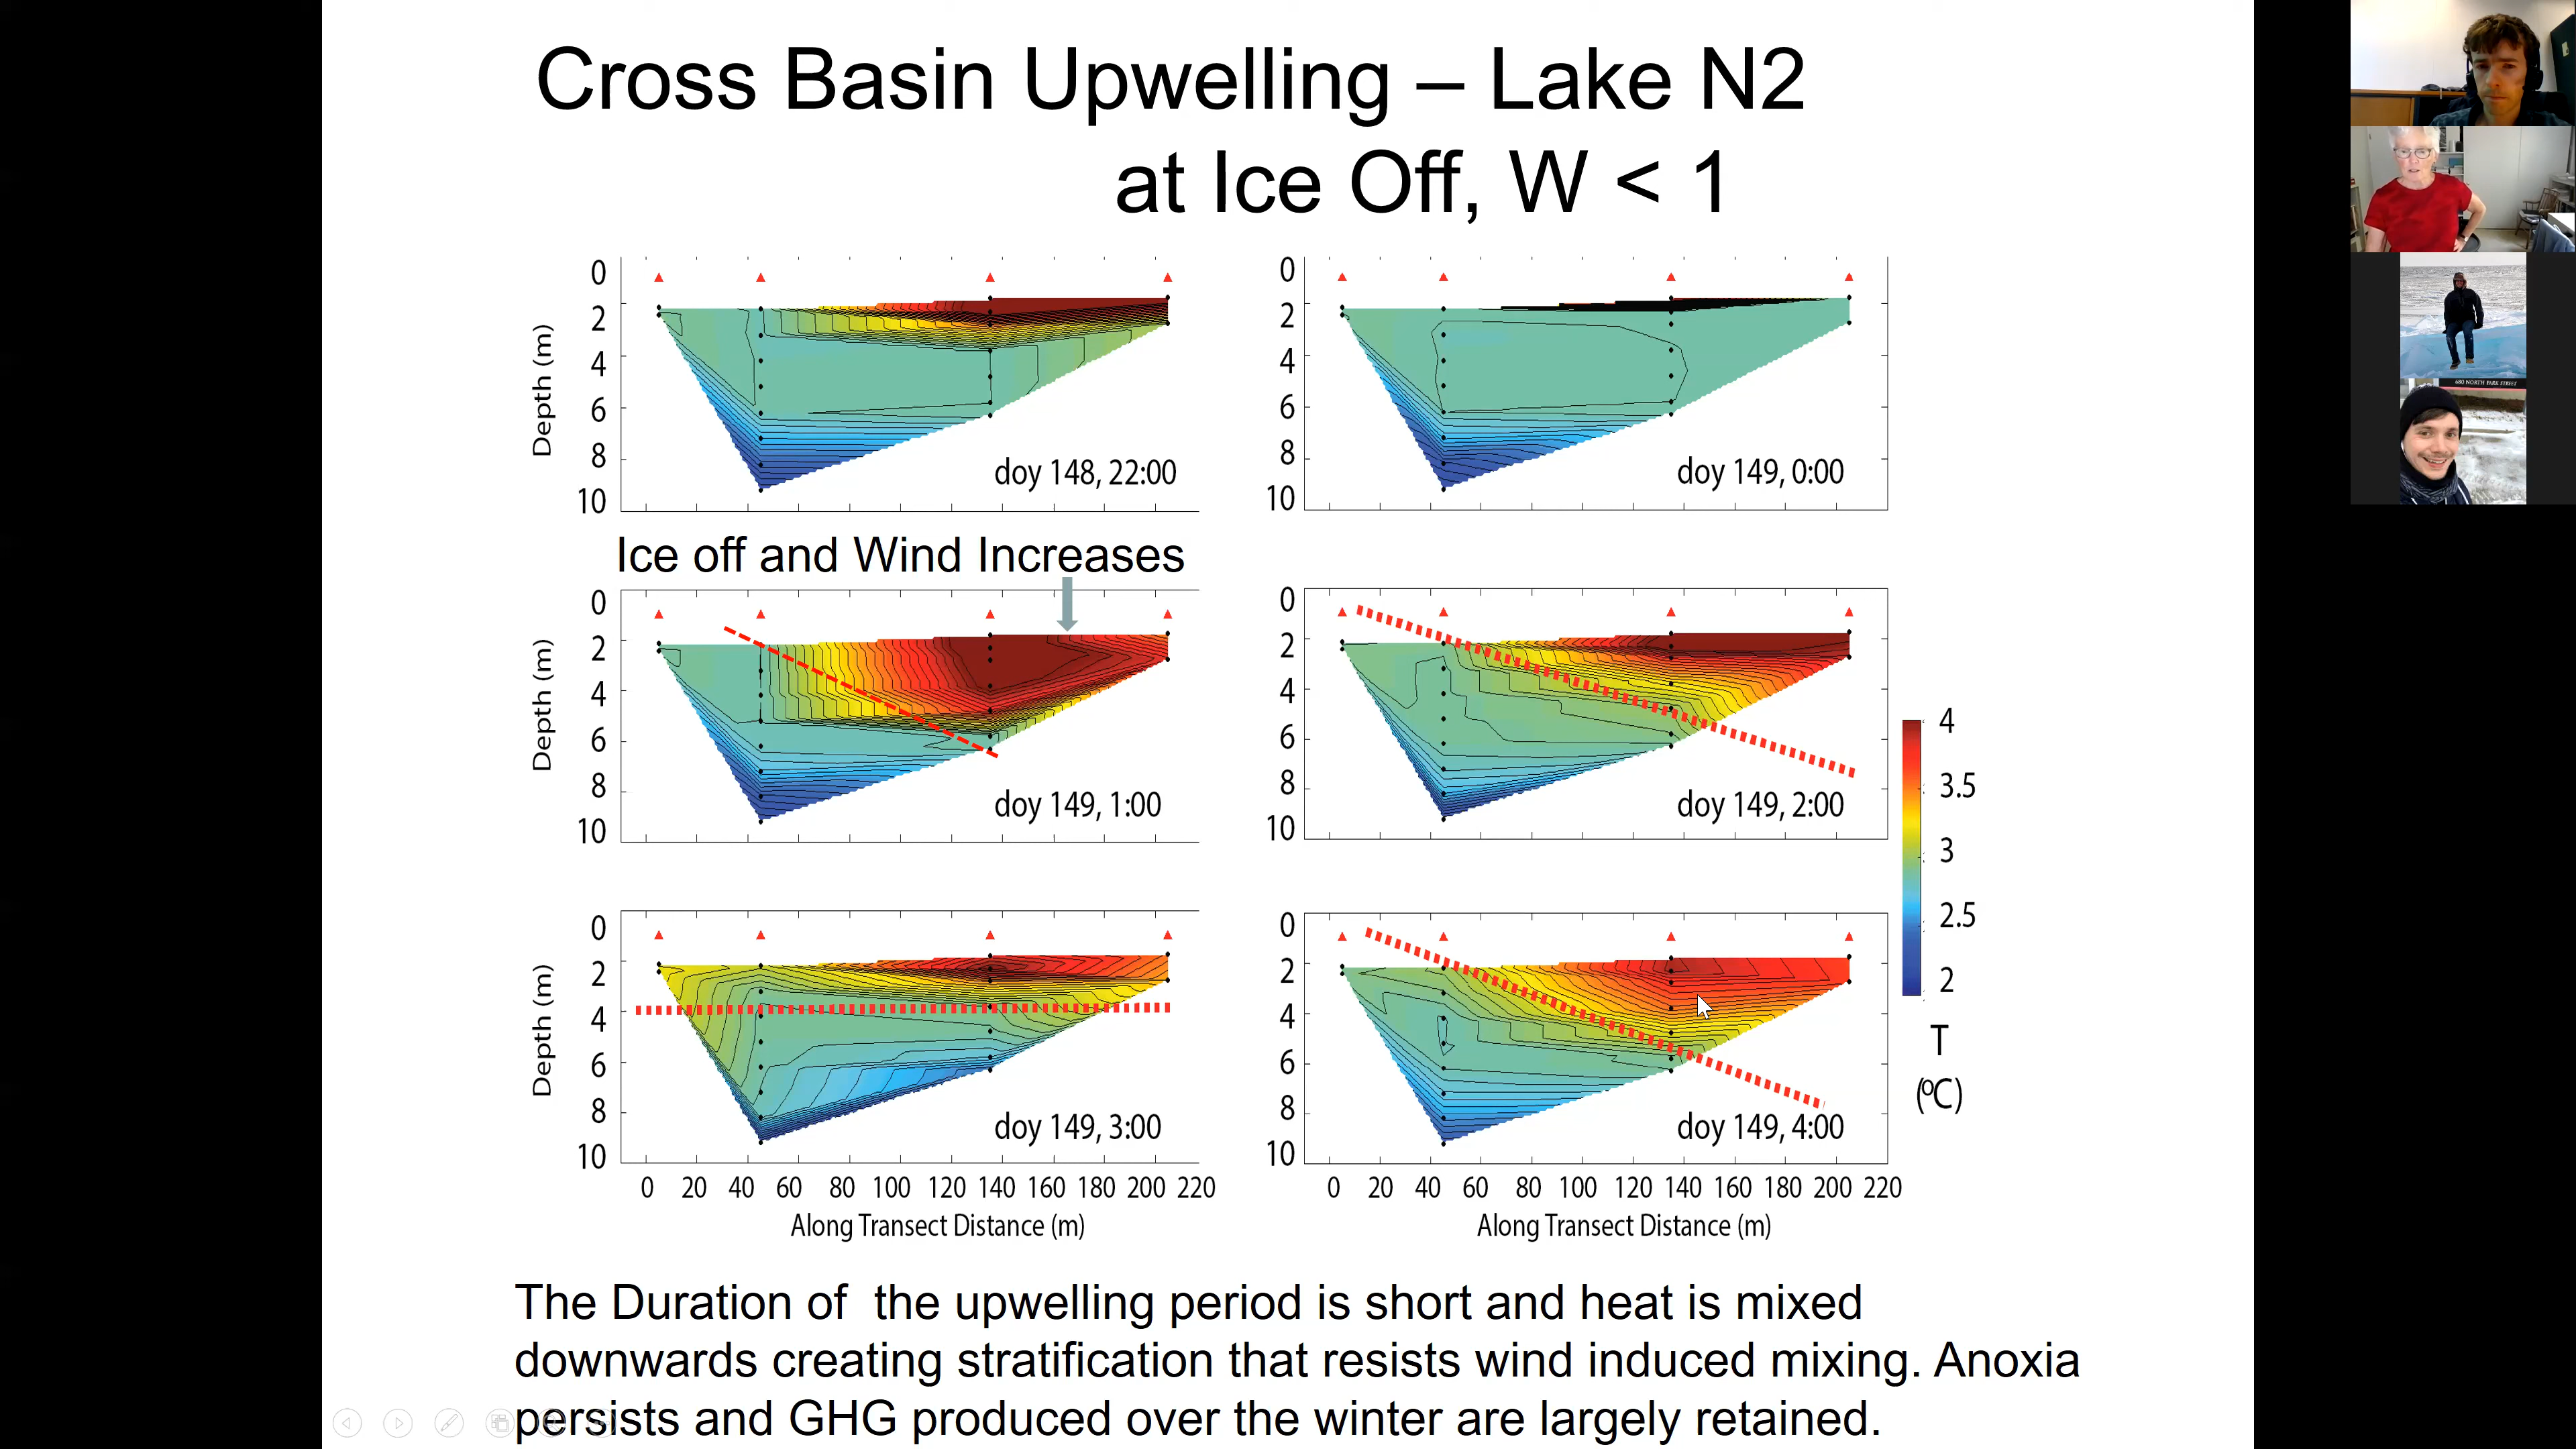 Cross Basin Upwelling – Lake N2
at Ice Off, W < 1
0
2
4
6
8
10
Depth (m)
doy 148, 22:00
0
2
4
6
8
10
doy 149, 0:00
Ice off and Wind Increases
0
2
4
6
8
10
Depth (m)
doy 149, 1:00
0
2
4
6
8
10
doy 149, 2:00
0
2
4
6
8
10
Depth (m)
doy 149, 3:00
0 20 40 60 80 100 120 140 160 180 200 220
Along Transect Distance (m)
0
2
4
6
8
10
doy 149, 4:00
0 20 40 60 80 100 120 140 160 180 200 220
Along Transect Distance (m)
4
3.5
3
2.5
2
T
(ºC)
The Duration of the upwelling period is short and heat is mixed
downwards creating stratification that resists wind induced mixing. Anoxia
persists and GHG produced over the winter are largely retained.
680 NORTH PARK STREET